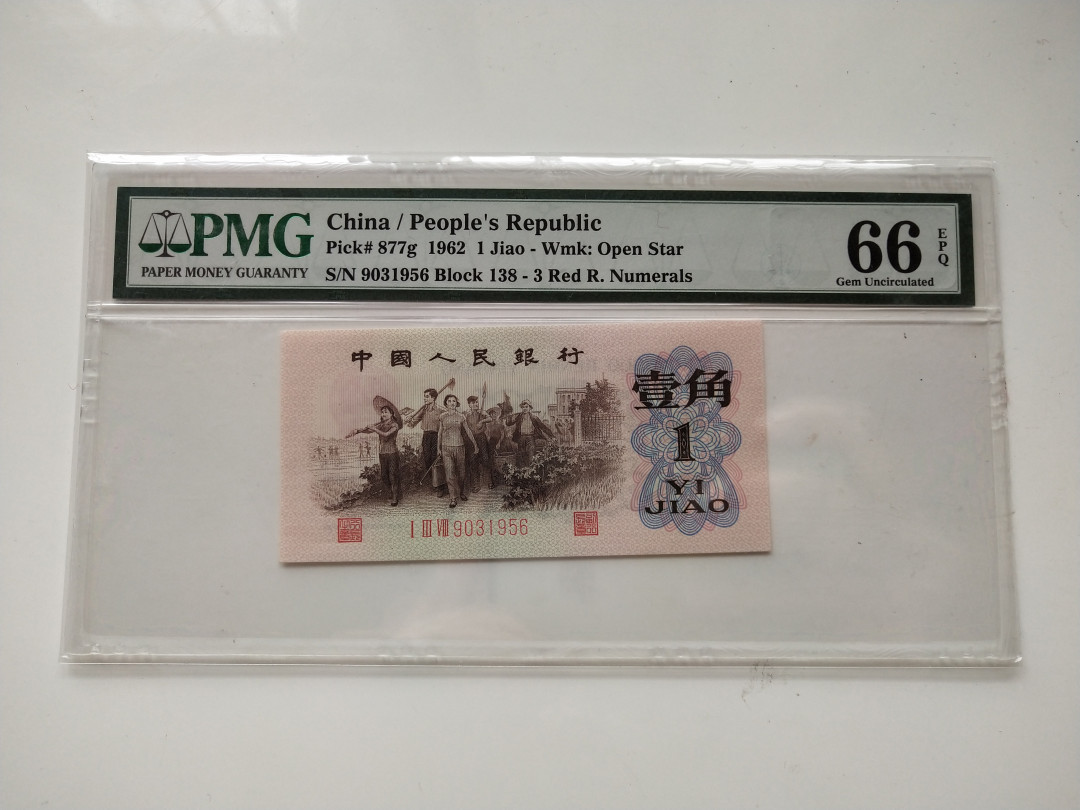 PMG
PAPER MONEY GUARANTY
China / People's Republic
Pick# 877g 1962 1 Jiao - Wmk: Open Star
S/N 9031956 Block 138 - 3 Red R. Numerals
66
EPQ
Gem Uncirculated
中國人民銀行
壹角
1
YI
JIAO
I III VIII 9031956